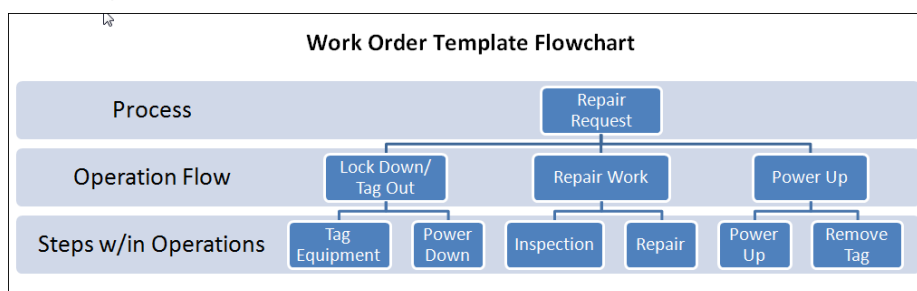 Work Order Template Flowchart
Process
Repair
Request
Operation Flow
Lock Down/
Tag Out
Repair Work
Power Up
Steps w/in Operations
Tag
Equipment
Power
Down
Inspection
Repair
Power
Up
Remove
Tag